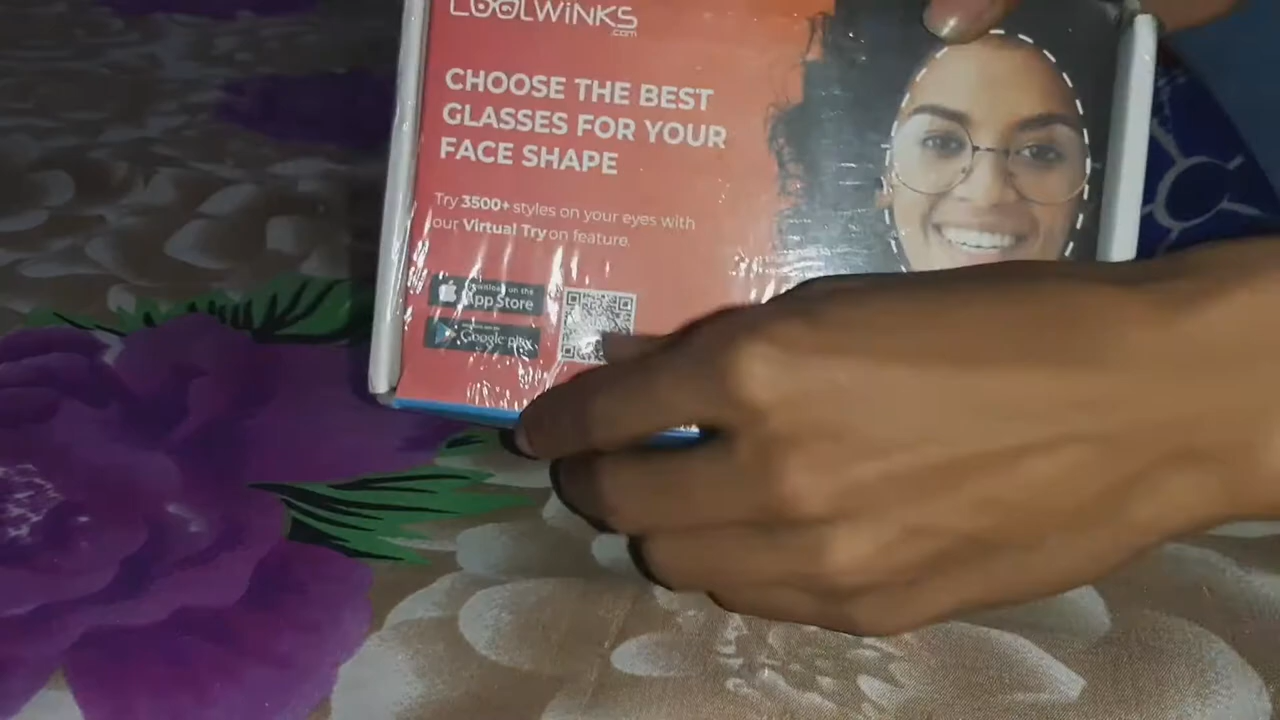 COOLWiNKS
.com
CHOOSE THE BEST
GLASSES FOR YOUR
FACE SHAPE
Try 3500+ styles on your eyes with
our Virtual Try on feature.
Download on the
App Store
Google play